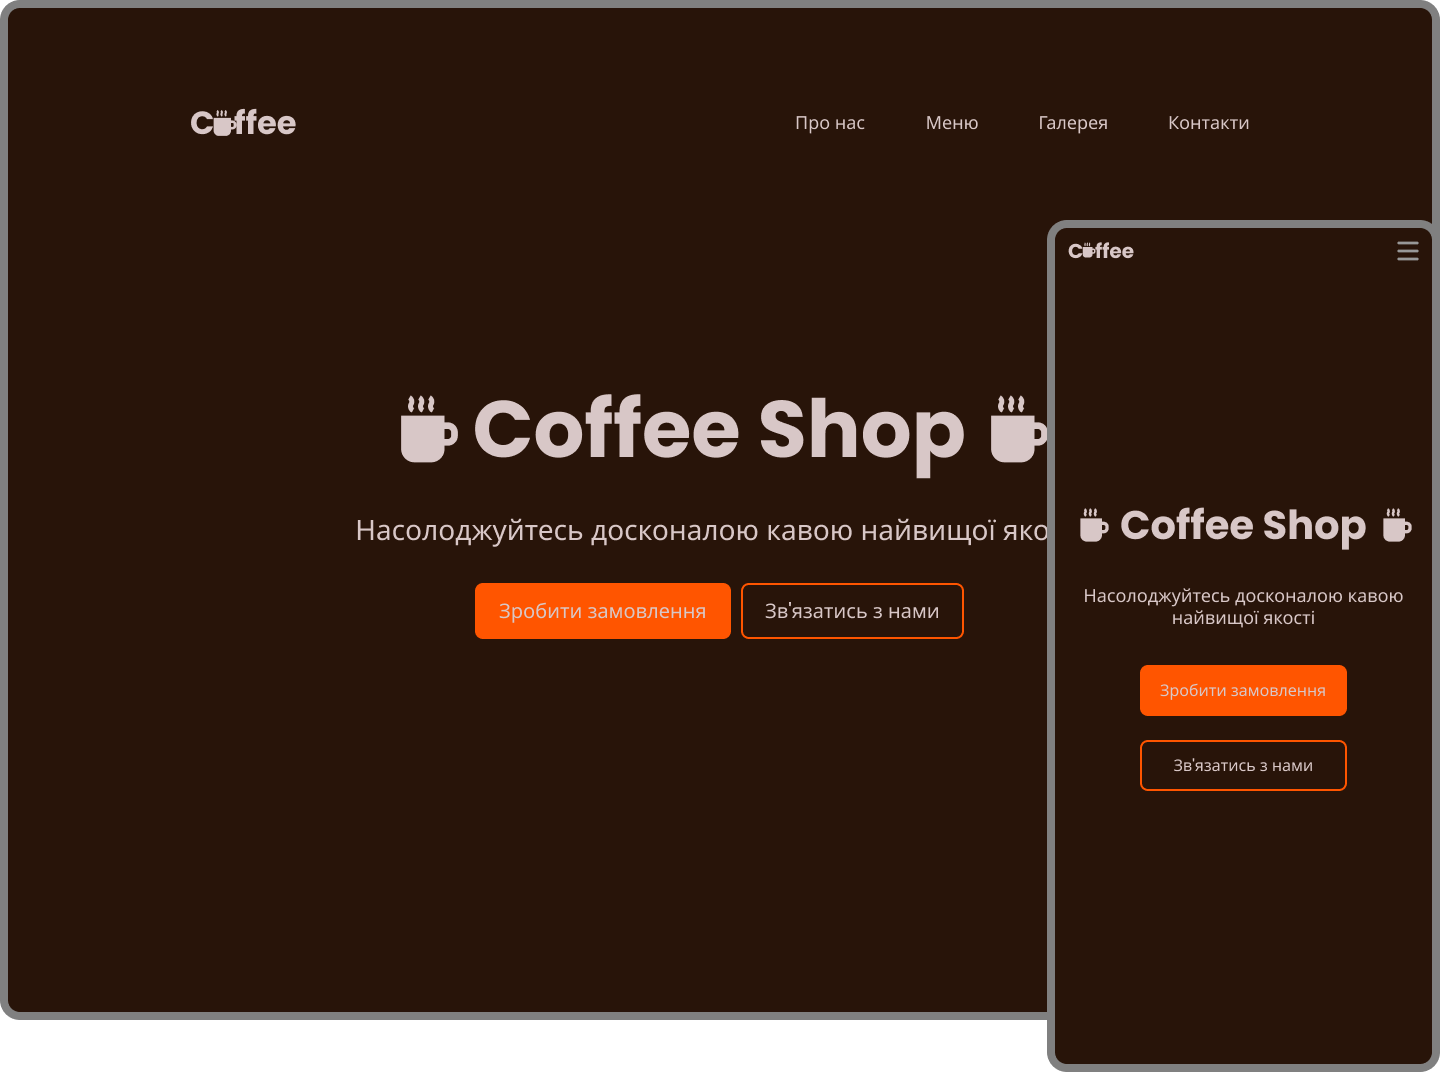 Coffee
Про нас Меню Галерея Контакти
Coffee Shop
Насолоджуйтесь досконалою кавою найвищої яко
Зробити замовлення Зв'язатись з нами
Coffee
Coffee Shop
Насолоджуйтесь досконалою кавою
найвищої якості
Зробити замовлення
Зв'язатись з нами